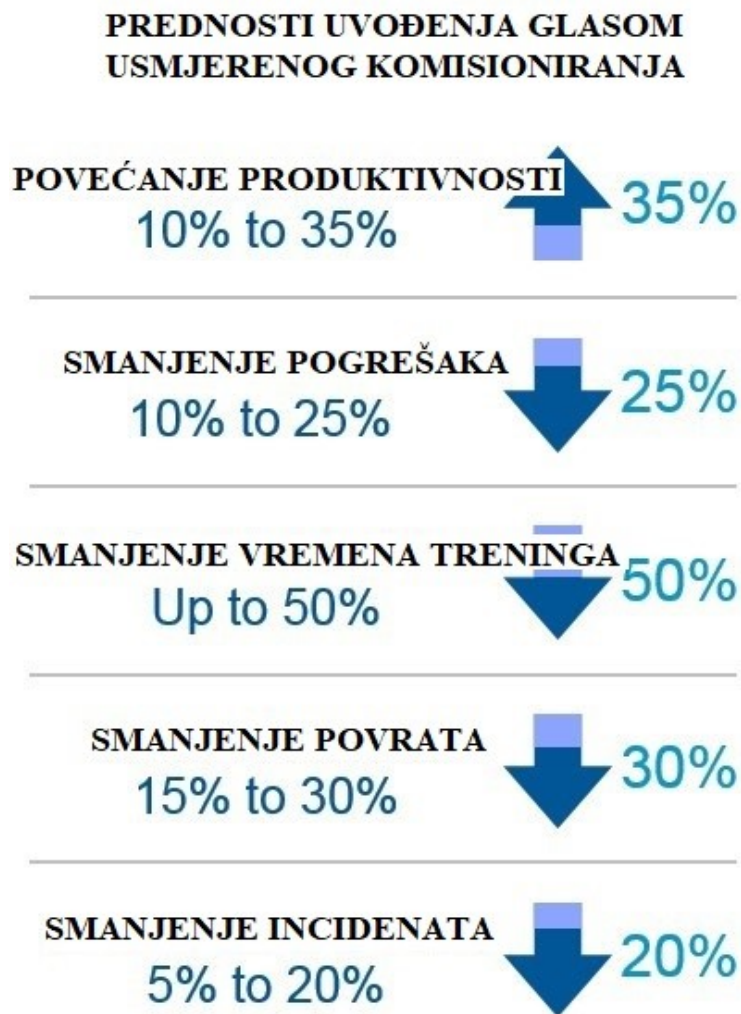 PREDNOSTI UVOĐENJA GLASOM
USMJERENOG KOMISIONIRANJA
POVEĆANJE PRODUKTIVNOSTI
10% to 35%
35%
SMANJENJE POGREŠAKA
10% to 25%
25%
SMANJENJE VREMENA TRENINGA
Up to 50%
50%
SMANJENJE POVRATA
15% to 30%
30%
SMANJENJE INCIDENATA
5% to 20%
20%